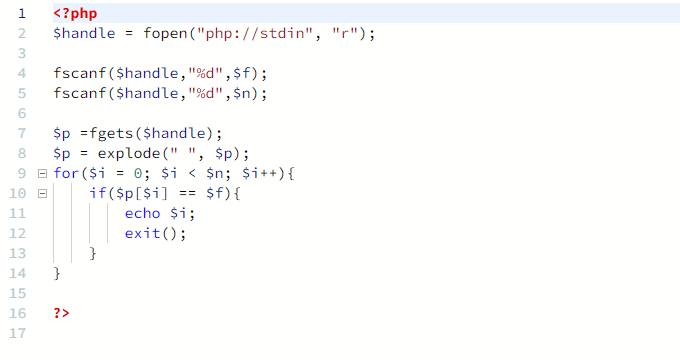 1 <?php
2 $handle = fopen("php://stdin", "r");
3
4 fscanf($handle,"%d",$f);
5 fscanf($handle,"%d",$n);
6
7 $p =fgets($handle);
8 $p = explode(" ", $p);
9 for($i = 0; $i < $n; $i++){
10 if($p[$i] == $f){
11 echo $i;
12 exit();
13 }
14 }
15
16 ?>
17